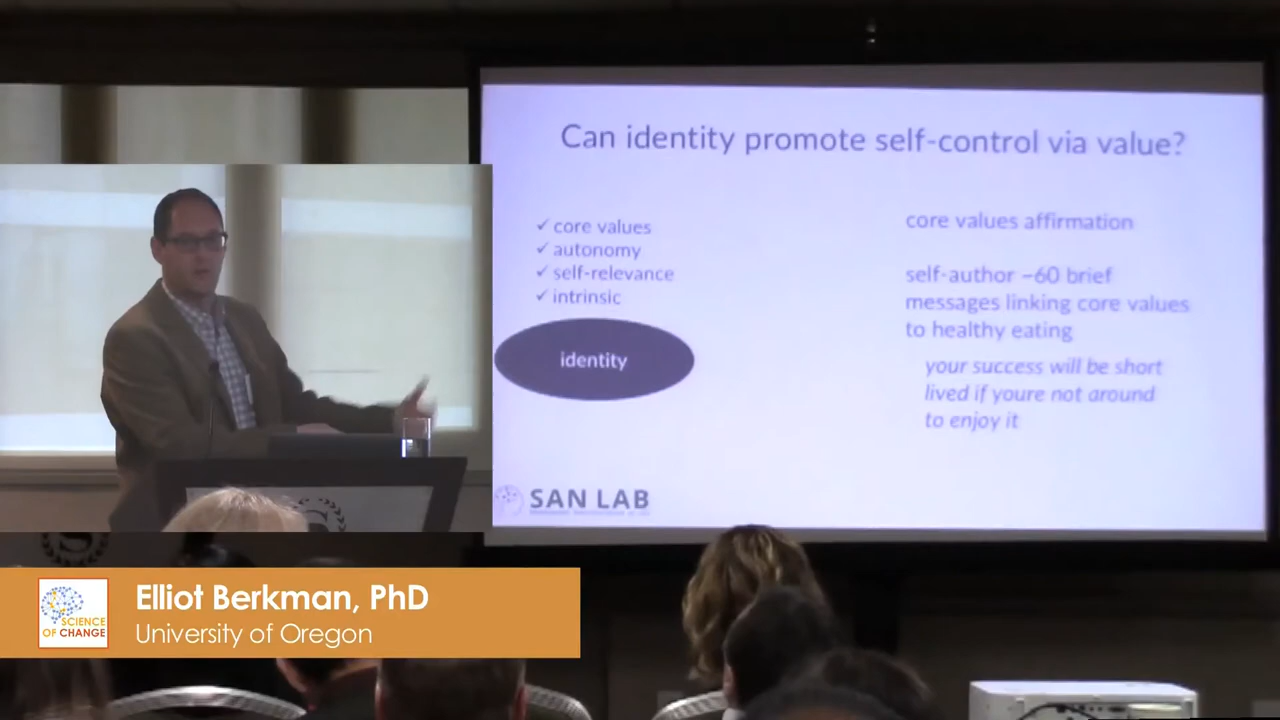 Can identity promote self-control via value?
✓ core values
✓ autonomy
✓ self-relevance
✓ intrinsic
identity
core values affirmation
self-author ~60 brief
messages linking core values
to healthy eating
your success will be short
lived if youre not around
to enjoy it
SAN LAB
S
S
SCIENCE
OF CHANGE
Elliot Berkman, PhD
University of Oregon